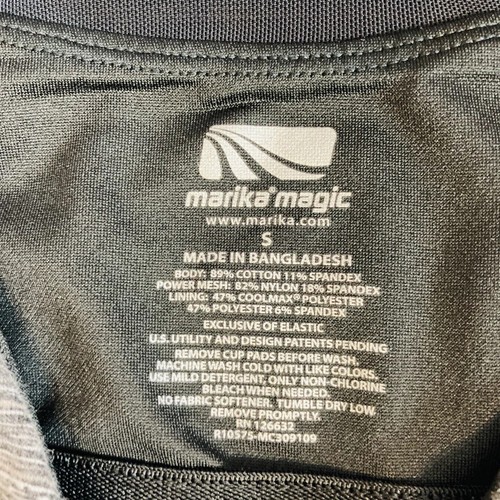 marika® magic
www.marika.com
S
MADE IN BANGLADESH
BODY: 89% COTTON 11% SPANDEX
POWER MESH: 82% NYLON 18% SPANDEX
LINING: 47% COOLMAX® POLYESTER
47% POLYESTER 6% SPANDEX
EXCLUSIVE OF ELASTIC
U.S. UTILITY AND DESIGN PATENTS PENDING
REMOVE CUP PADS BEFORE WASH.
MACHINE WASH COLD WITH LIKE COLORS.
USE MILD DETERGENT, ONLY NON-CHLORINE
BLEACH WHEN NEEDED.
NO FABRIC SOFTENER. TUMBLE DRY LOW.
REMOVE PROMPTLY.
RN 126632
R10575-MC309109